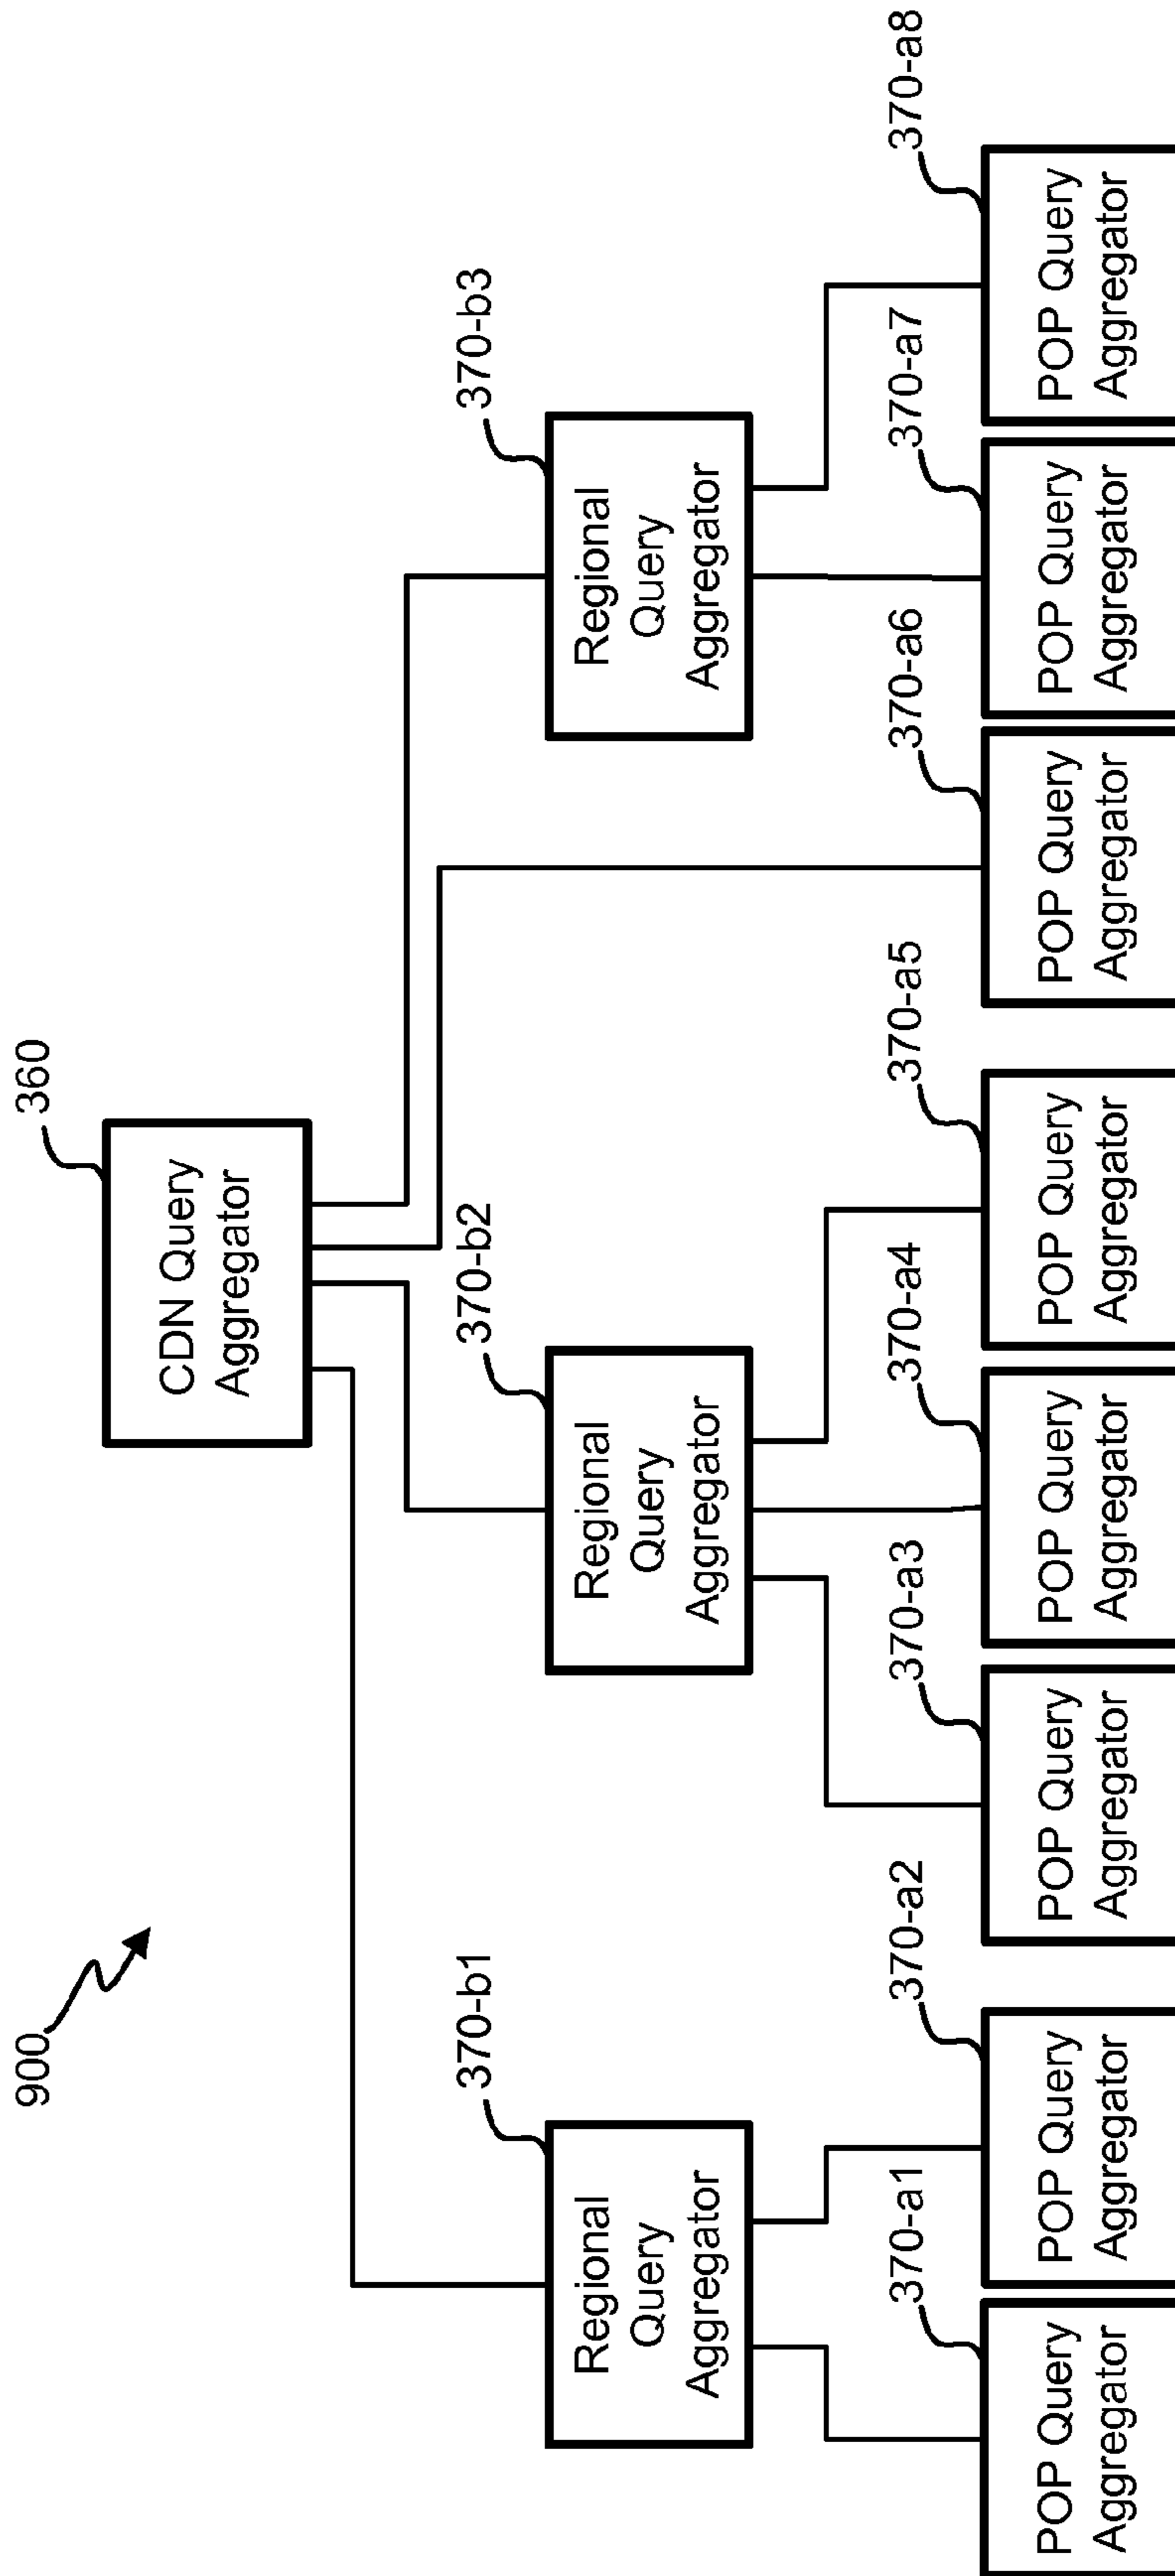 900
360
CDN Query
Aggregator
370-b1
370-b2
370-b3
Regional
Query
Aggregator
Regional
Query
Aggregator
Regional
Query
Aggregator
370-a1
370-a2
370-a3
370-a4
370-a5
370-a6
370-a7
370-a8
POP Query
Aggregator
POP Query
Aggregator
POP Query
Aggregator
POP Query
Aggregator
POP Query
Aggregator
POP Query
Aggregator
POP Query
Aggregator
POP Query
Aggregator